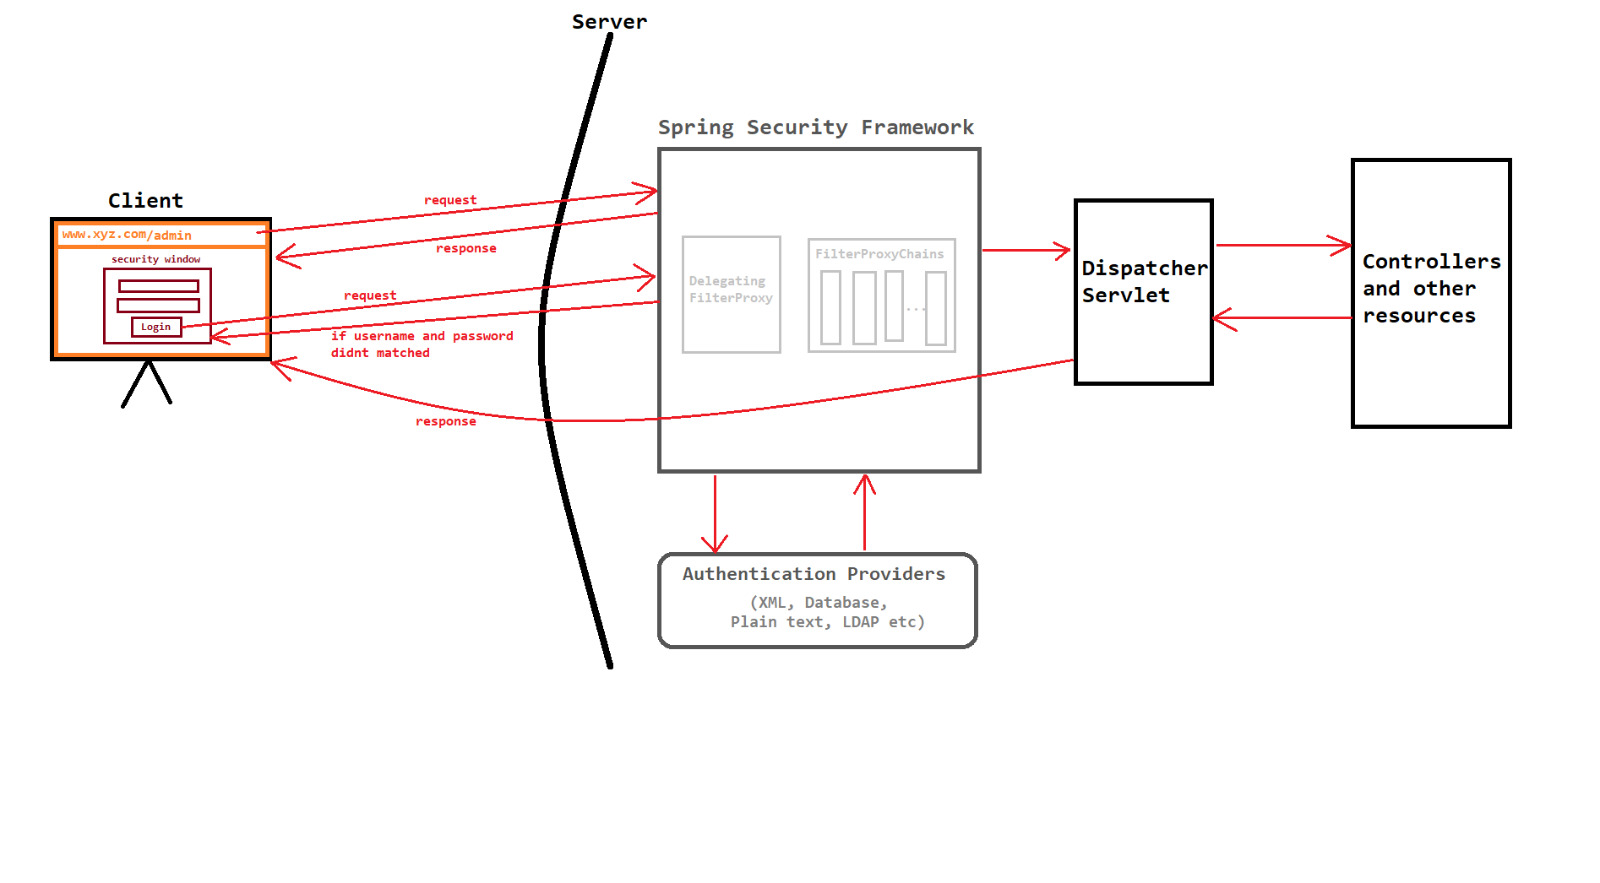 Server
Spring Security Framework
Client
www.xyz.com/admin
security window
Login
request
response
request
if username and password
didnt matched
response
Delegating
FilterProxy
FilterProxyChains
...
Dispatcher
Servlet
Controllers
and other
resources
Authentication Providers
(XML, Database,
Plain text, LDAP etc)